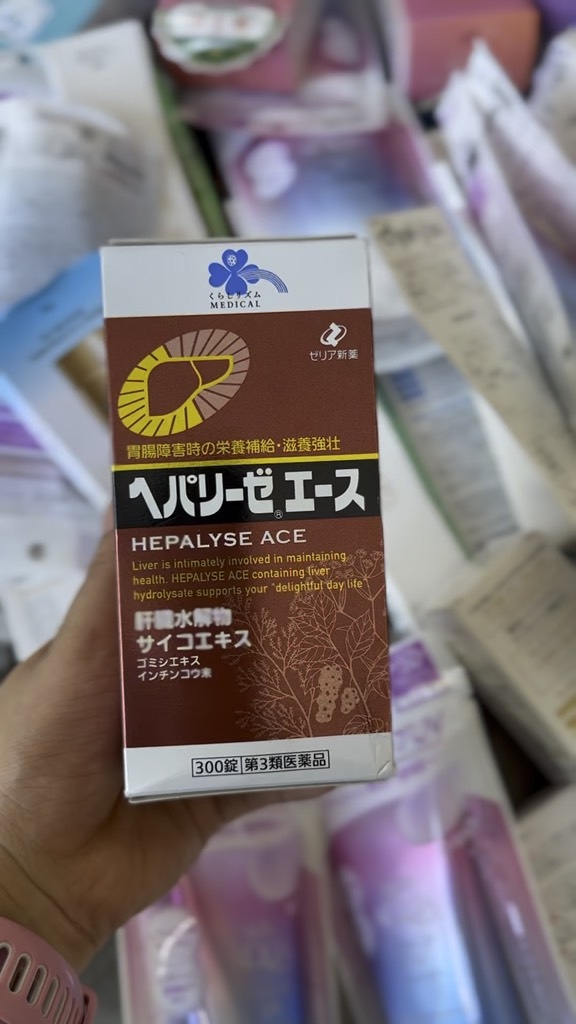 くらしリズム
MEDICAL
ゼリア新薬
胃腸障害時の栄養補給・滋養強壮
ヘパリーゼ®エース
HEPALYSE ACE
Liver is intimately involved in maintaining
health. HEPALYSE ACE containing liver
hydrolysate supports your "delightful day life"
肝臓水解物
サイコエキス
ゴミシエキス
インチンコウ末
300錠 第3類医薬品